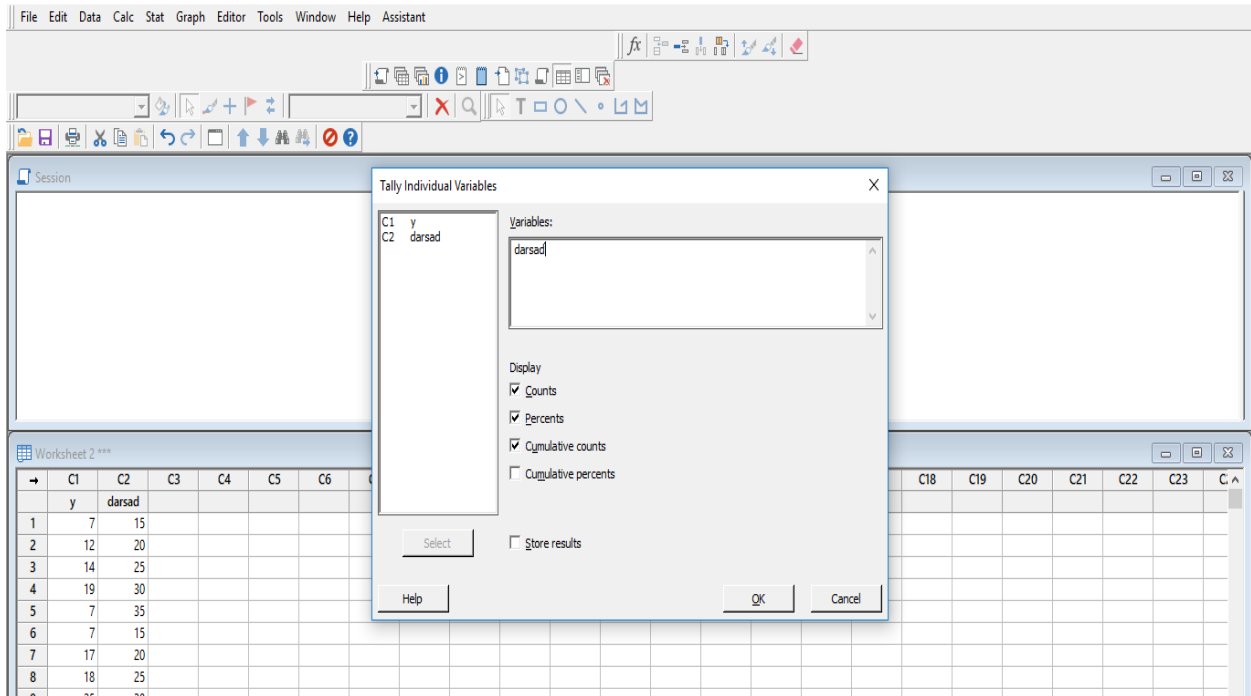 File Edit Data Calc Stat Graph Editor Tools Window Help Assistant
fx
T
Session
Tally Individual Variables
C1 y
C2 darsad
Variables:
darsad
Display
Counts
Percents
Cumulative counts
Cumulative percents
Select
Store results
Help
OK
Cancel
Worksheet 2 ***
C1 C2 C3 C4 C5 C6 C18 C19 C20 C21 C22 C23
y darsad
1 7 15
2 12 20
3 14 25
4 19 30
5 7 35
6 7 15
7 17 20
8 18 25